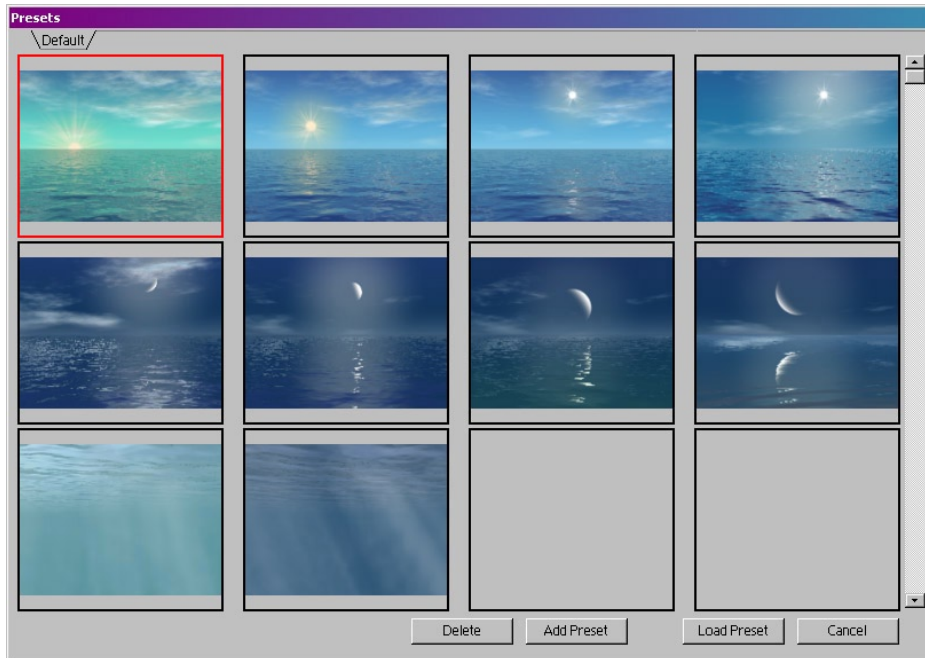 Presets
Default
Delete
Add Preset
Load Preset
Cancel